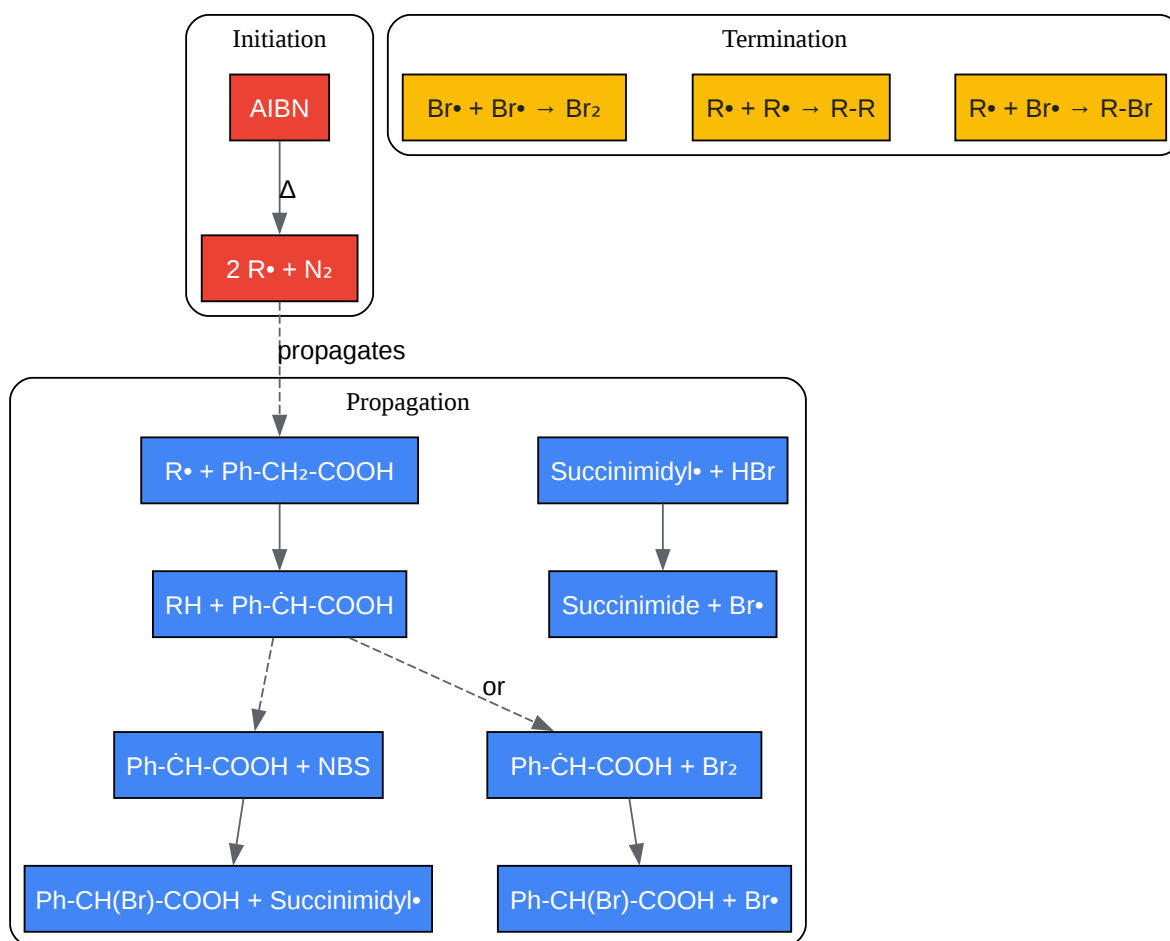 Initiation
Termination
AIBN
Br• + Br• → Br₂
R• + R• → R-R
R• + Br• → R-Br
Δ
2 R• + N₂
propagates
Propagation
R• + Ph-CH₂-COOH
Succinimidyl• + HBr
RH + Ph-ĊH-COOH
Succinimide + Br•
or
Ph-ĊH-COOH + NBS
Ph-ĊH-COOH + Br₂
Ph-CH(Br)-COOH + Succinimidyl•
Ph-CH(Br)-COOH + Br•